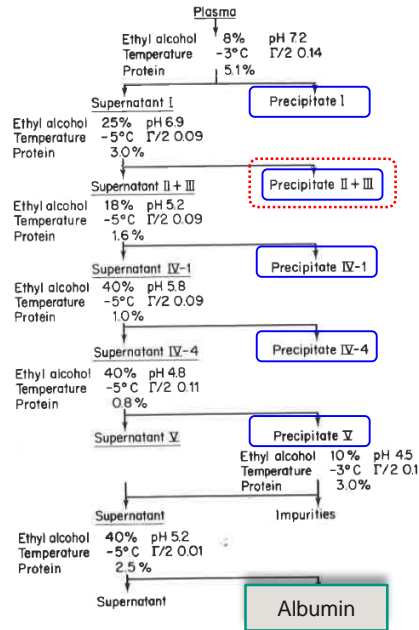 Plasma
Ethyl alcohol 8% pH 7.2
Temperature -3°C Γ/2 0.14
Protein 5.1%
Supernatant I Precipitate I
Ethyl alcohol 25% pH 6.9
Temperature -5°C Γ/2 0.09
Protein 3.0%
Supernatant II + III Precipitate II + III
Ethyl alcohol 18% pH 5.2
Temperature -5°C Γ/2 0.09
Protein 1.6%
Supernatant IV-1 Precipitate IV-1
Ethyl alcohol 40% pH 5.8
Temperature -5°C Γ/2 0.09
Protein 1.0%
Supernatant IV-4 Precipitate IV-4
Ethyl alcohol 40% pH 4.8
Temperature -5°C Γ/2 0.11
Protein 0.8%
Supernatant V Precipitate V
Ethyl alcohol 10% pH 4.5
Temperature -3°C Γ/2 0.1
Protein 3.0%
Supernatant Impurities
Ethyl alcohol 40% pH 5.2
Temperature -5°C Γ/2 0.01
Protein 2.5%
Supernatant Albumin